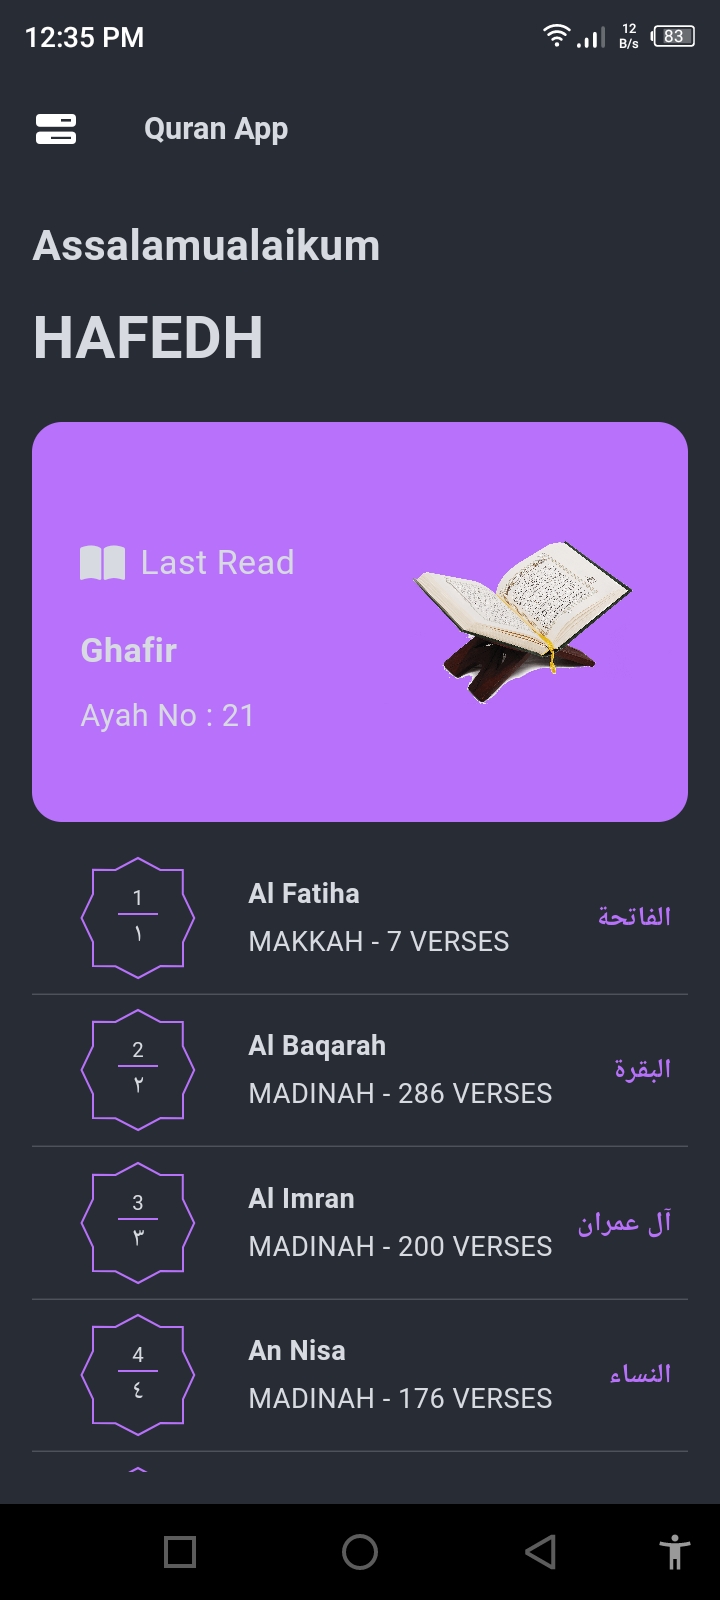 12:35 PM
12
B/s
83
Quran App
Assalamualaikum
HAFEDH
Last Read
Ghafir
Ayah No : 21
1
١
Al Fatiha
MAKKAH - 7 VERSES
الفاتحة
2
٢
Al Baqarah
MADINAH - 286 VERSES
البقرة
3
٣
Al Imran
MADINAH - 200 VERSES
آل عمران
4
٤
An Nisa
MADINAH - 176 VERSES
النساء